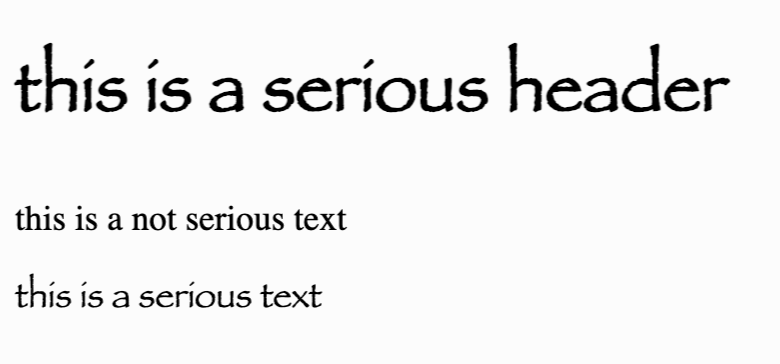 this is a serious header
this is a not serious text
this is a serious text